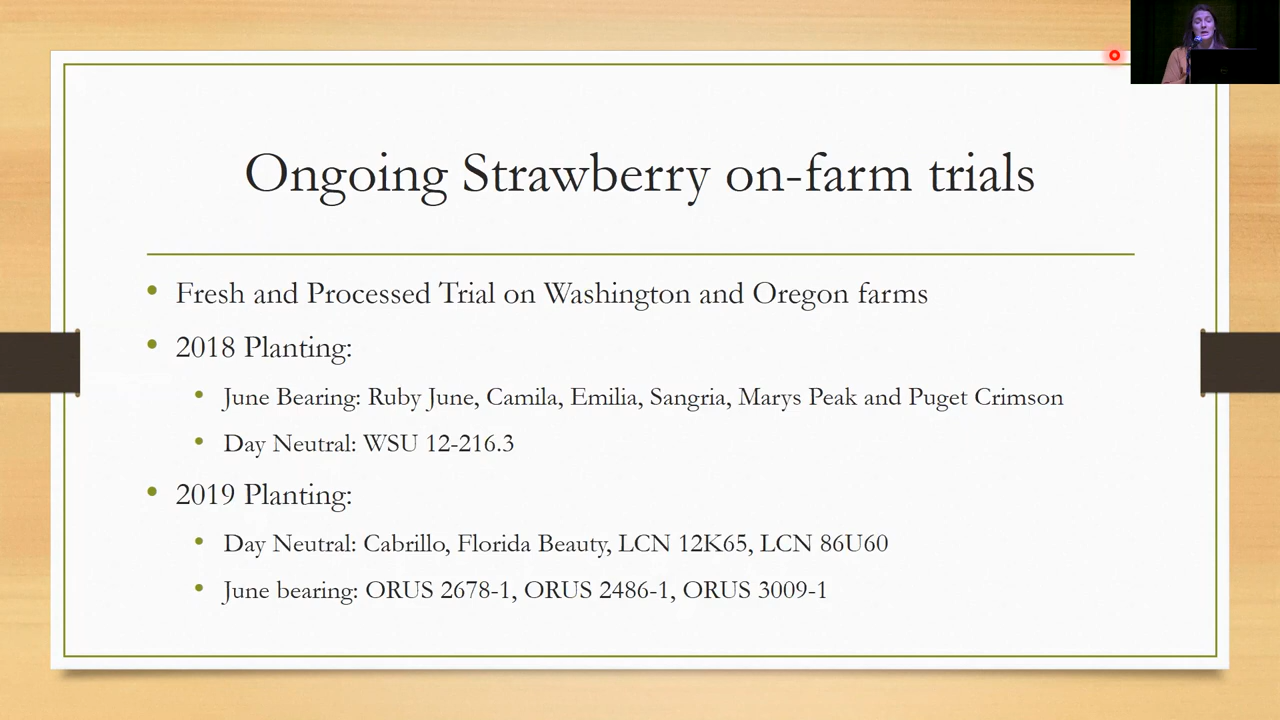 Ongoing Strawberry on-farm trials
Fresh and Processed Trial on Washington and Oregon farms
2018 Planting:
June Bearing: Ruby June, Camila, Emilia, Sangria, Marys Peak and Puget Crimson
Day Neutral: WSU 12-216.3
2019 Planting:
Day Neutral: Cabrillo, Florida Beauty, LCN 12K65, LCN 86U60
June bearing: ORUS 2678-1, ORUS 2486-1, ORUS 3009-1